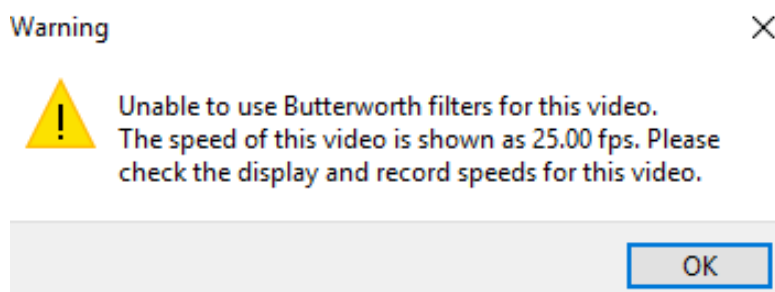 Warning
Unable to use Butterworth filters for this video.
The speed of this video is shown as 25.00 fps. Please
check the display and record speeds for this video.
OK